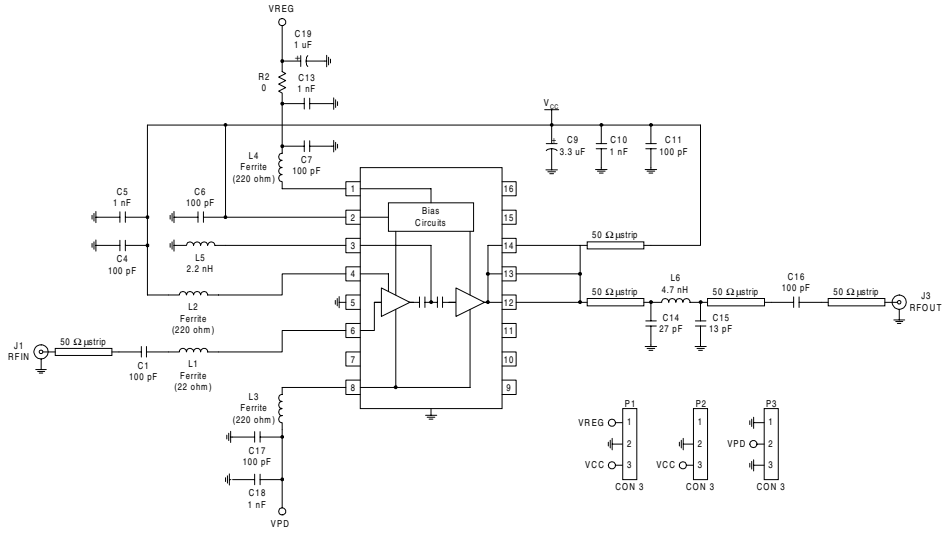 VREG
C19
1 uF
+
R2
0
C13
1 nF
VCC
L4
Ferrite
(220 ohm)
C7
100 pF
+
C9
3.3 uF
C10
1 nF
C11
100 pF
C5
1 nF
C6
100 pF
C4
100 pF
L5
2.2 nH
L2
Ferrite
(220 ohm)
1
2
3
4
5
6
7
8
Bias
Circuits
16
15
14
13
12
11
10
9
50 Ω µstrip
50 Ω µstrip
L6
4.7 nH
50 Ω µstrip
C16
100 pF
50 Ω µstrip
J3
RFOUT
C14
27 pF
C15
13 pF
J1
RFIN
50 Ω µstrip
C1
100 pF
L1
Ferrite
(22 ohm)
L3
Ferrite
(220 ohm)
C17
100 pF
C18
1 nF
VPD
P1
VREG 1
2
VCC 3
CON 3
P2
1
2
VCC 3
CON 3
P3
1
VPD 2
3
CON 3